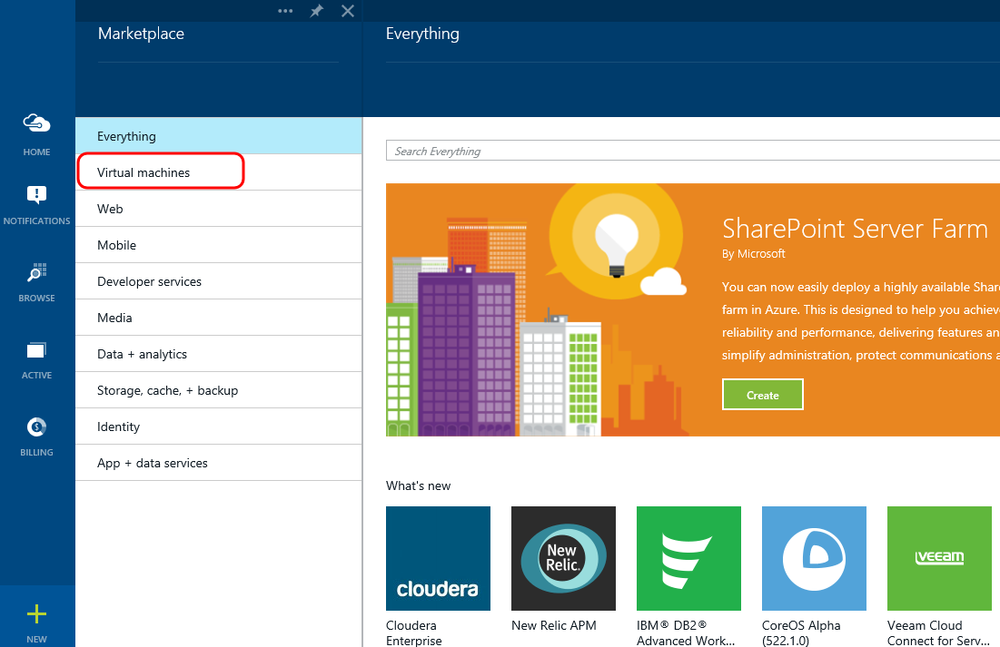 Marketplace
Everything
HOME
NOTIFICATIONS
BROWSE
ACTIVE
BILLING
NEW
Everything
Virtual machines
Web
Mobile
Developer services
Media
Data + analytics
Storage, cache, + backup
Identity
App + data services
Search Everything
SharePoint Server Farm
By Microsoft
You can now easily deploy a highly available Shar
farm in Azure. This is designed to help you achieve
reliability and performance, delivering features an
simplify administration, protect communications a
Create
What's new
cloudera
New
Relic.
veeam
Cloudera
Enterprise
New Relic APM
IBM® DB2®
Advanced Work...
CoreOS Alpha
(522.1.0)
Veeam Cloud
Connect for Serv...